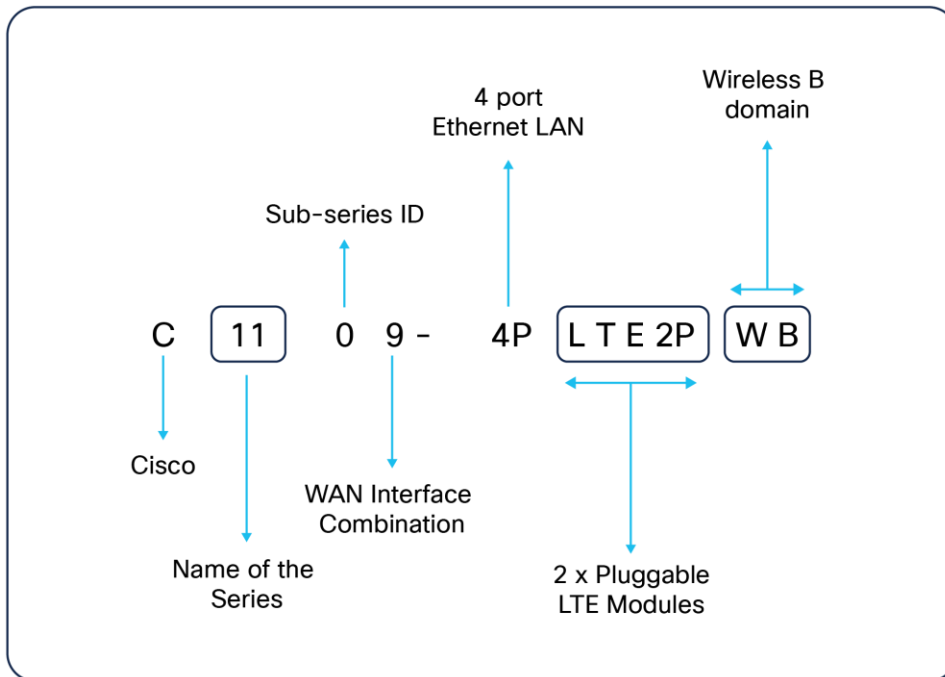 Wireless B
domain
4 port
Ethernet LAN
Sub-series ID
C 11 0 9 - 4P L T E 2P W B
Cisco
WAN Interface
Combination
Name of the
Series
2 x Pluggable
LTE Modules